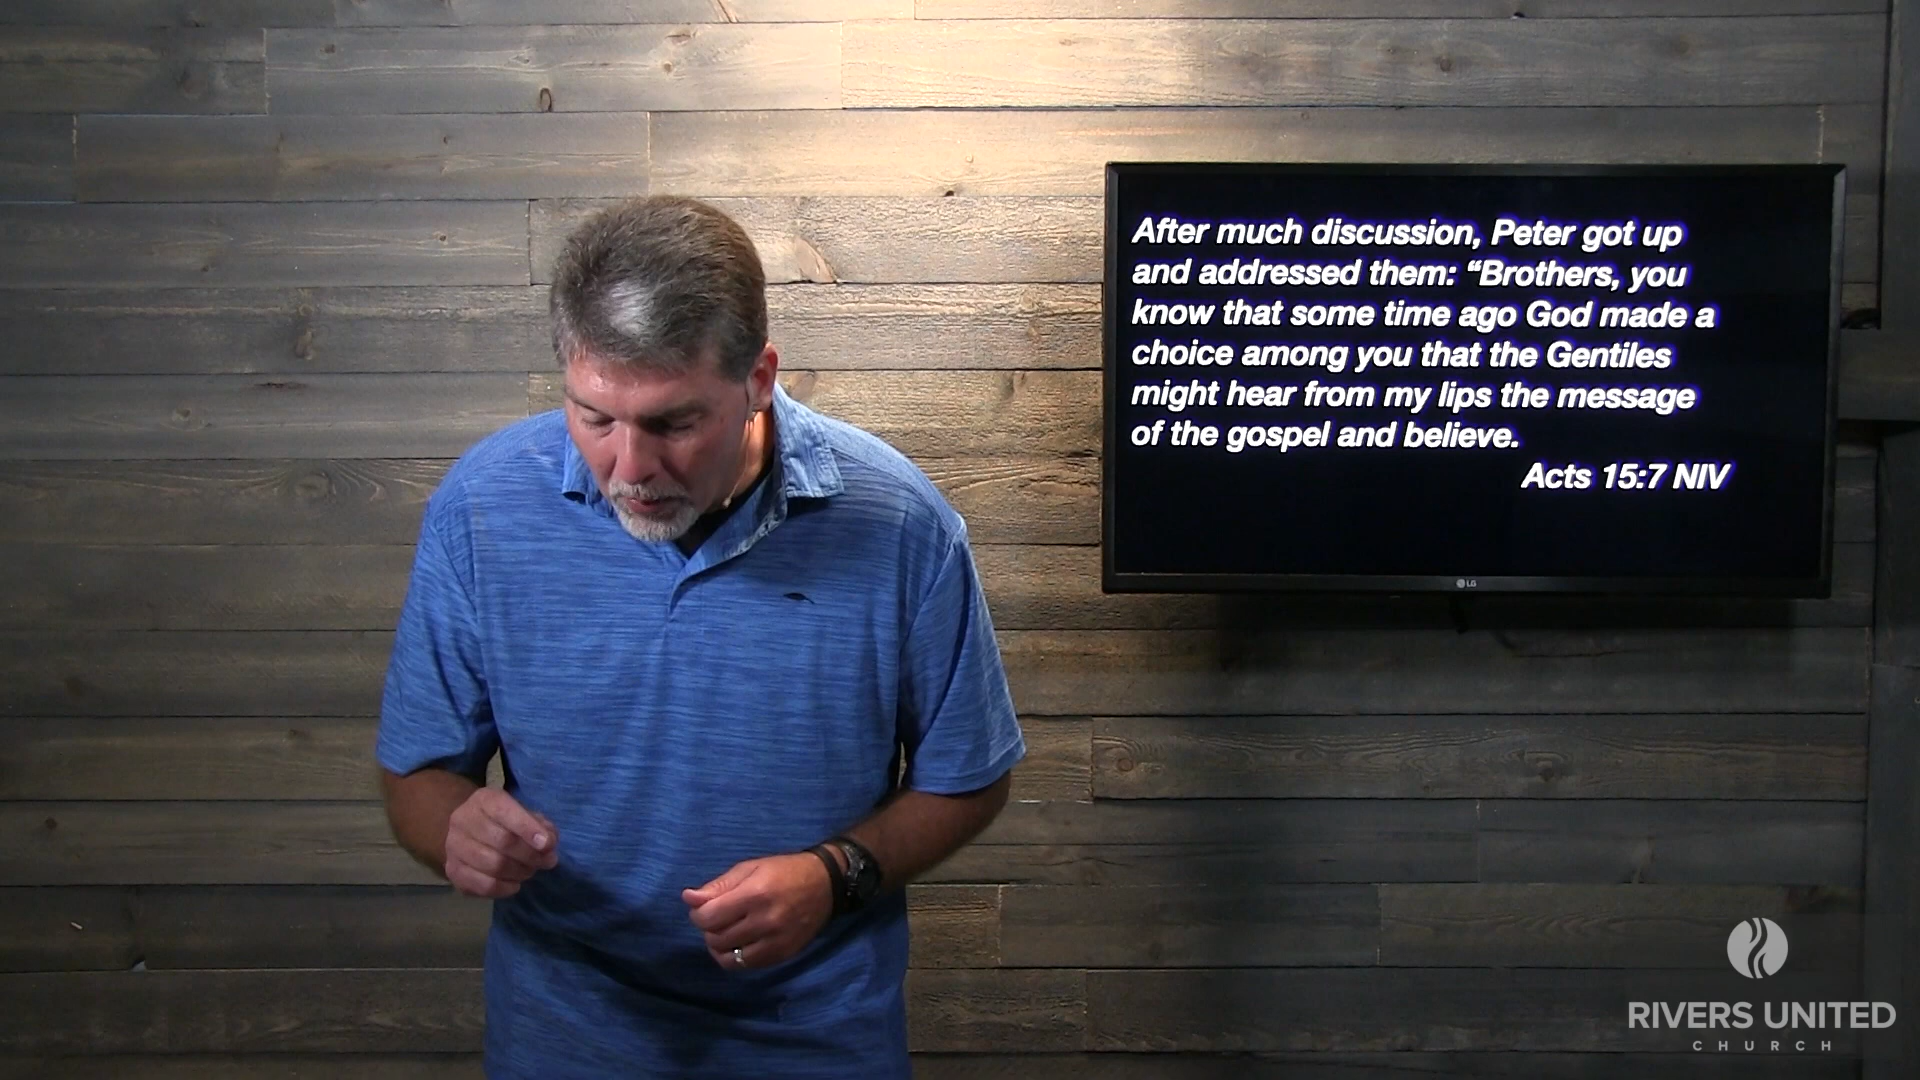 After much discussion, Peter got up
and addressed them: “Brothers, you
know that some time ago God made a
choice among you that the Gentiles
might hear from my lips the message
of the gospel and believe.
Acts 15:7 NIV
LG
RIVERS UNITED
CHURCH